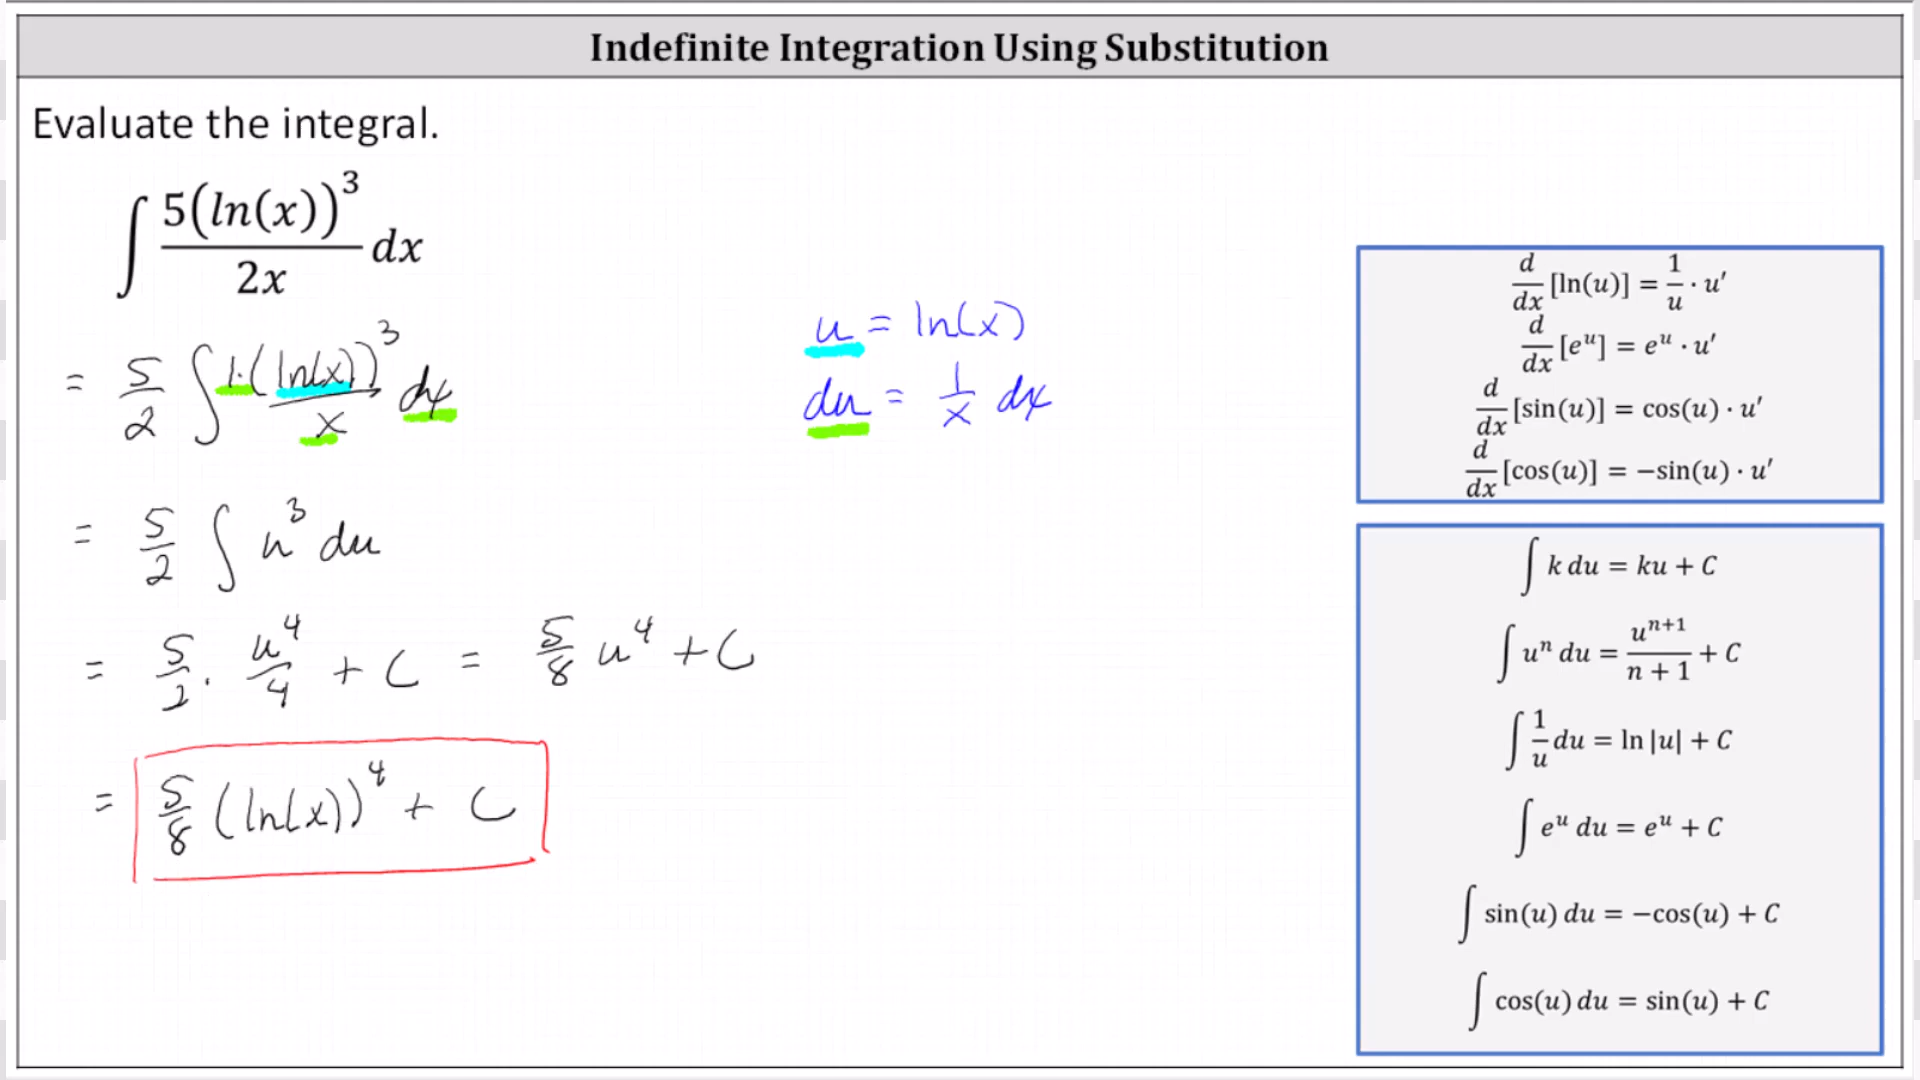 Indefinite Integration Using Substitution
Evaluate the integral.
∫ 5(ln(x))³ / 2x dx
= 5/2 ∫ 1·(ln(x))³ / x dx
u = ln(x)
du = 1/x dx
= 5/2 ∫ u³ du
= 5/2 · u⁴/4 + C = 5/8 u⁴ + C
= 5/8 (ln(x))⁴ + C
d/dx [ln(u)] = 1/u · u′
d/dx [eᵘ] = eᵘ · u′
d/dx [sin(u)] = cos(u) · u′
d/dx [cos(u)] = −sin(u) · u′
∫ k du = ku + C
∫ uⁿ du = uⁿ⁺¹ / n + 1 + C
∫ 1/u du = ln|u| + C
∫ eᵘ du = eᵘ + C
∫ sin(u) du = −cos(u) + C
∫ cos(u) du = sin(u) + C